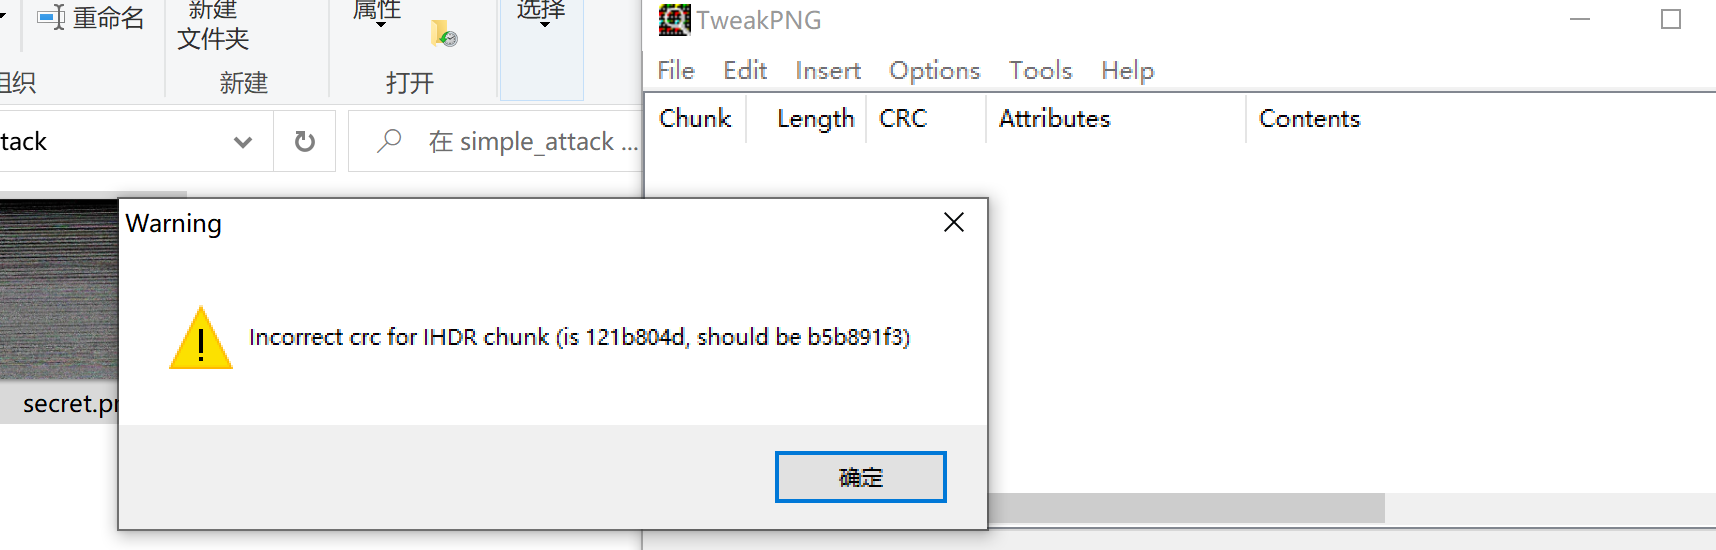 重命名
新建
文件夹
属性
选择
组织
新建
打开
tack
在 simple_attack ...
secret.pr
TweakPNG
File Edit Insert Options Tools Help
Chunk Length CRC Attributes Contents
Warning
Incorrect crc for IHDR chunk (is 121b804d, should be b5b891f3)
确定